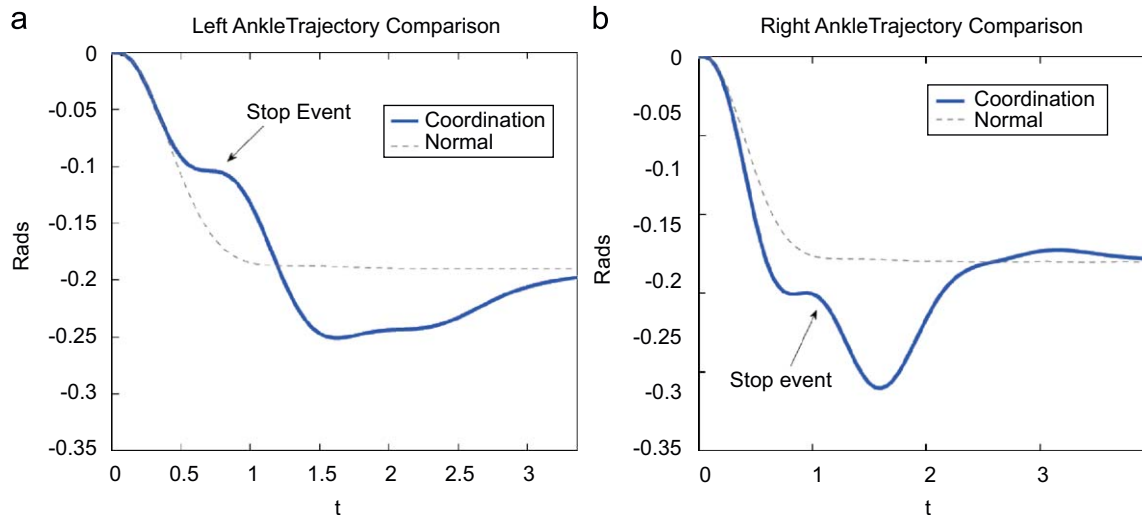 a
Left AnkleTrajectory Comparison
0
-0.05
-0.1
-0.15
-0.2
-0.25
-0.3
-0.35
Rads
Stop Event
Coordination
Normal
0 0.5 1 1.5 2 2.5 3
t
b
Right AnkleTrajectory Comparison
0
-0.05
-0.1
-0.15
-0.2
-0.25
-0.3
-0.35
Rads
Coordination
Normal
Stop event
0 1 2 3
t